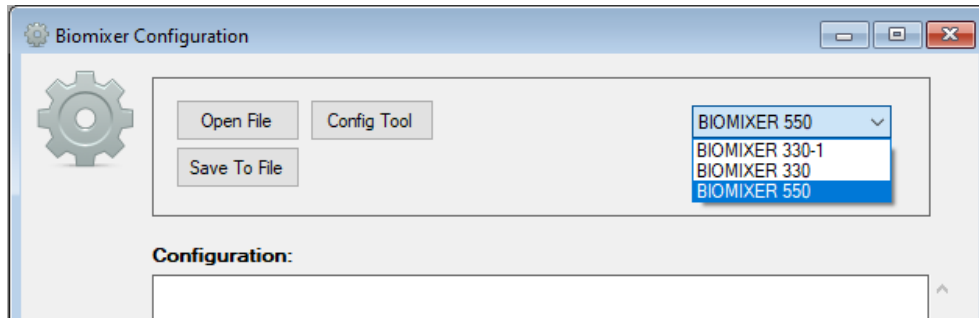 Biomixer Configuration
Open File
Config Tool
BIOMIXER 550
BIOMIXER 330-1
BIOMIXER 330
BIOMIXER 550
Save To File
Configuration: